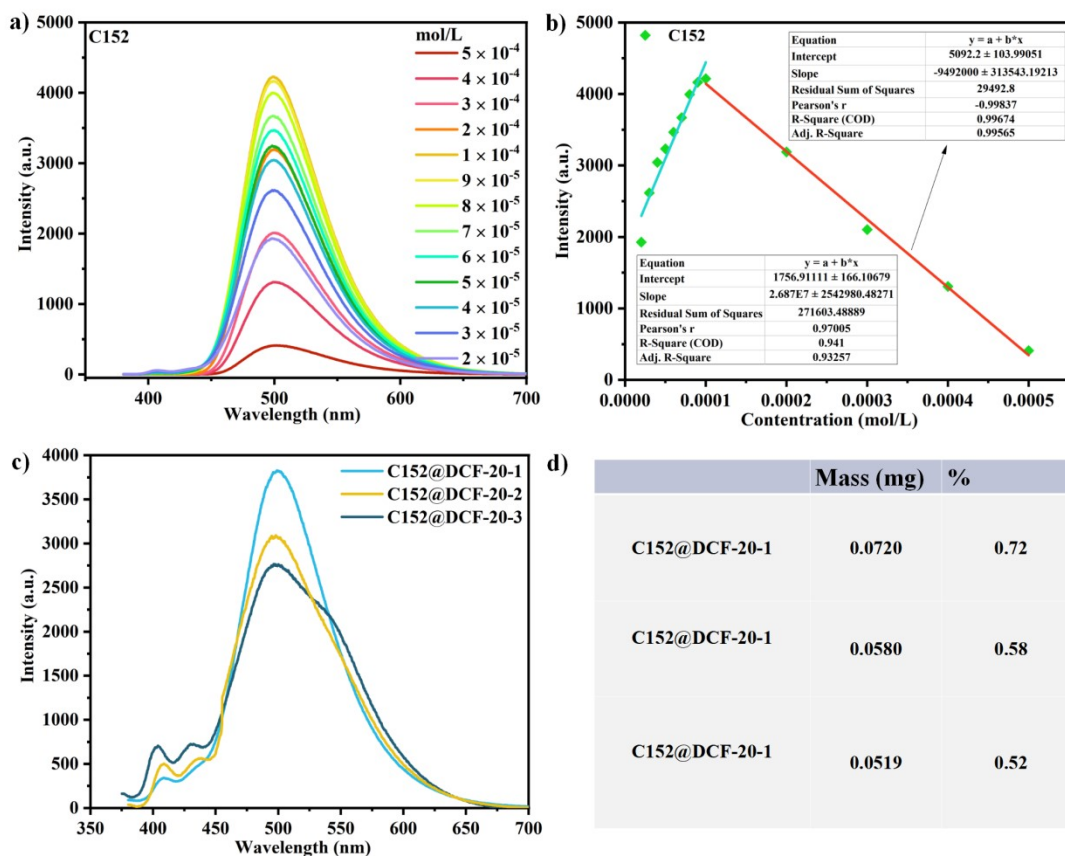 a)
C152
mol/L
5 × 10-4
4 × 10-4
3 × 10-4
2 × 10-4
1 × 10-4
9 × 10-5
8 × 10-5
7 × 10-5
6 × 10-5
5 × 10-5
4 × 10-5
3 × 10-5
2 × 10-5
Intensity (a.u.)
5000
4000
3000
2000
1000
0
400 500 600 700
Wavelength (nm)
b)
C152
Equation y = a + b*x
Intercept 5092.2 ± 103.99051
Slope -9492000 ± 313543.19213
Residual Sum of Squares 29492.8
Pearson's r -0.99837
R-Square (COD) 0.99674
Adj. R-Square 0.99565
Equation y = a + b*x
Intercept 1756.91111 ± 166.10679
Slope 2.687E7 ± 2542980.48271
Residual Sum of Squares 271603.48889
Pearson's r 0.97005
R-Square (COD) 0.941
Adj. R-Square 0.93257
Intensity (a.u.)
5000
4000
3000
2000
1000
0
0.0000 0.0001 0.0002 0.0003 0.0004 0.0005
Contentration (mol/L)
c)
C152@DCF-20-1
C152@DCF-20-2
C152@DCF-20-3
Intensity (a.u.)
4000
3500
3000
2500
2000
1500
1000
500
0
350 400 450 500 550 600 650 700
Wavelength (nm)
d)
Mass (mg) %
C152@DCF-20-1 0.0720 0.72
C152@DCF-20-1 0.0580 0.58
C152@DCF-20-1 0.0519 0.52